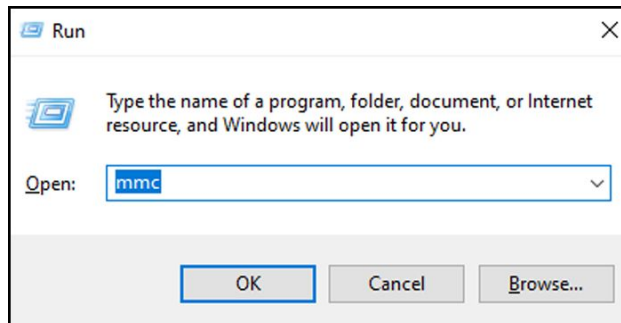 Run
Type the name of a program, folder, document, or Internet
resource, and Windows will open it for you.
Open: mmc
OK Cancel Browse...